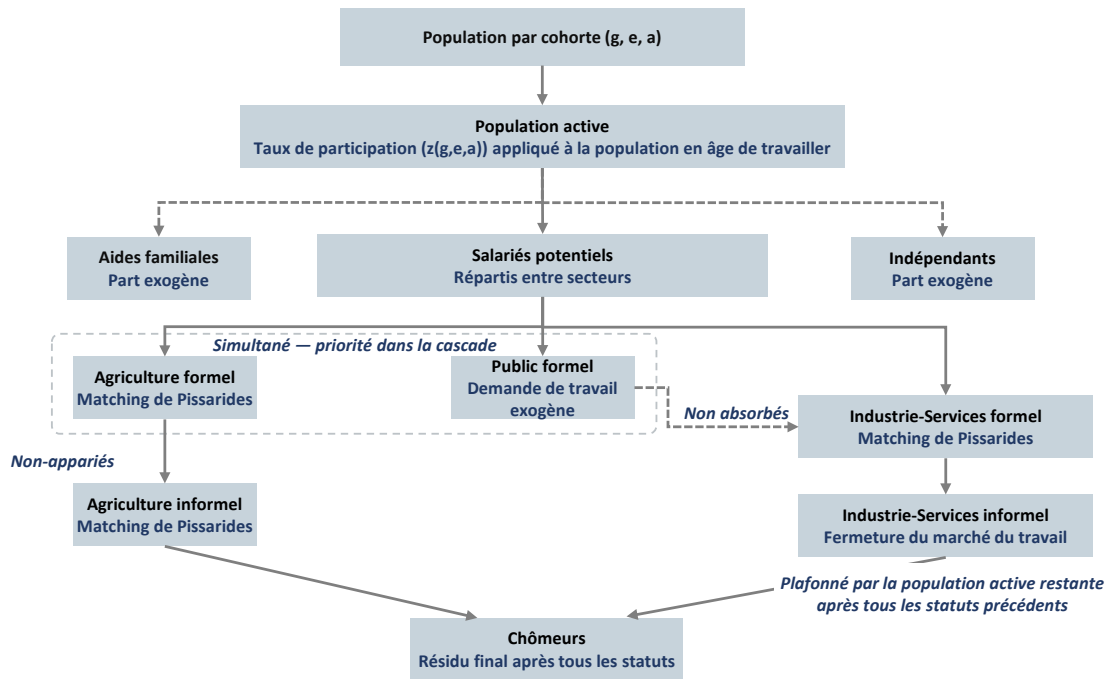 Population par cohorte (g, e, a)
Population active
Taux de participation (z(g,e,a)) appliqué à la population en âge de travailler
Aides familiales
Part exogène
Salariés potentiels
Répartis entre secteurs
Indépendants
Part exogène
Simultané — priorité dans la cascade
Agriculture formel
Matching de Pissarides
Public formel
Demande de travail
exogène
Non absorbés
Industrie-Services formel
Matching de Pissarides
Non-appariés
Agriculture informel
Matching de Pissarides
Industrie-Services informel
Fermeture du marché du travail
Plafonné par la population active restante
après tous les statuts précédents
Chômeurs
Résidu final après tous les statuts